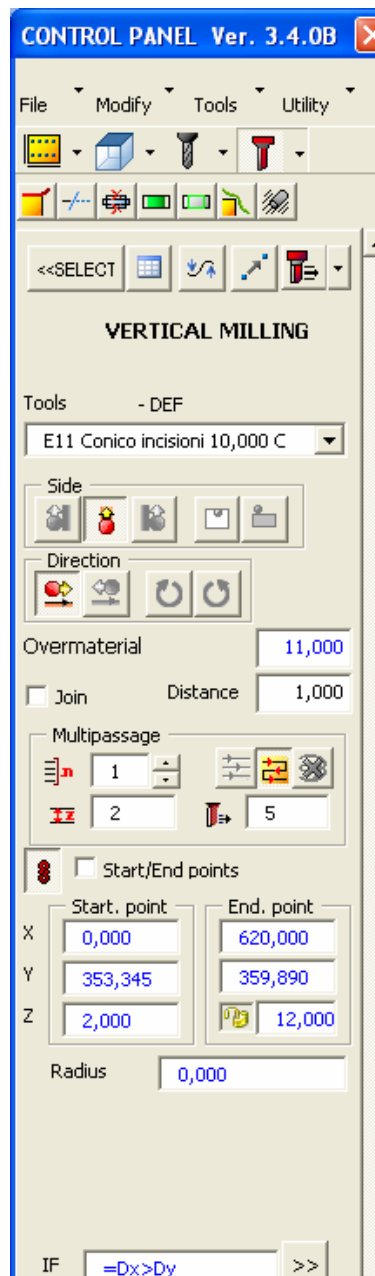 CONTROL PANEL Ver. 3.4.0B
File Modify Tools Utility
<<SELECT
VERTICAL MILLING
Tools - DEF
E11 Conico incisioni 10,000 C
Side
Direction
Overmaterial 11,000
Join Distance 1,000
Multipassage
n 1
z 2 5
Start/End points
Start. point End. point
X 0,000 620,000
Y 353,345 359,890
Z 2,000 12,000
Radius 0,000
IF =Dx>Dy >>